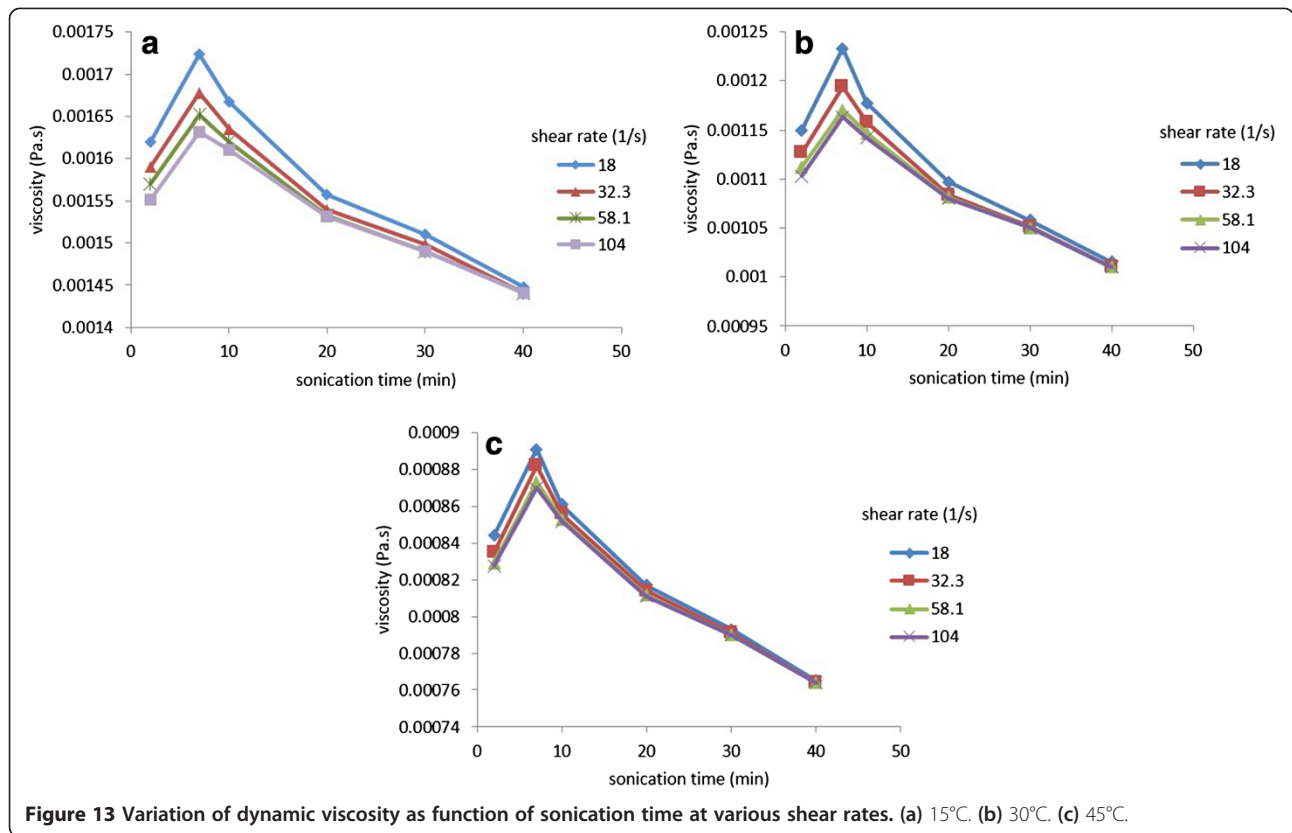 a
0.00175
0.0017
0.00165
0.0016
0.00155
0.0015
0.00145
0.0014
viscosity (Pa.s)
0 10 20 30 40 50
sonication time (min)
shear rate (1/s)
18
32.3
58.1
104
b
0.00125
0.0012
0.00115
0.0011
0.00105
0.001
0.00095
viscosity (Pa.s)
0 10 20 30 40 50
sonication time (min)
shear rate (1/s)
18
32.3
58.1
104
c
0.0009
0.00088
0.00086
0.00084
0.00082
0.0008
0.00078
0.00076
0.00074
viscosity (Pa.s)
0 10 20 30 40 50
sonication time (min)
shear rate (1/s)
18
32.3
58.1
104
Figure 13 Variation of dynamic viscosity as function of sonication time at various shear rates. (a) 15°C. (b) 30°C. (c) 45°C.